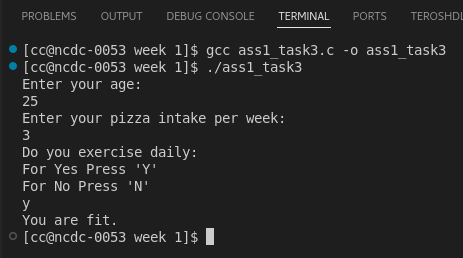 PROBLEMS OUTPUT DEBUG CONSOLE TERMINAL PORTS TEROSHDL
[cc@ncdc-0053 week 1]$ gcc ass1_task3.c -o ass1_task3
[cc@ncdc-0053 week 1]$ ./ass1_task3
Enter your age:
25
Enter your pizza intake per week:
3
Do you exercise daily:
For Yes Press 'Y'
For No Press 'N'
y
You are fit.
[cc@ncdc-0053 week 1]$